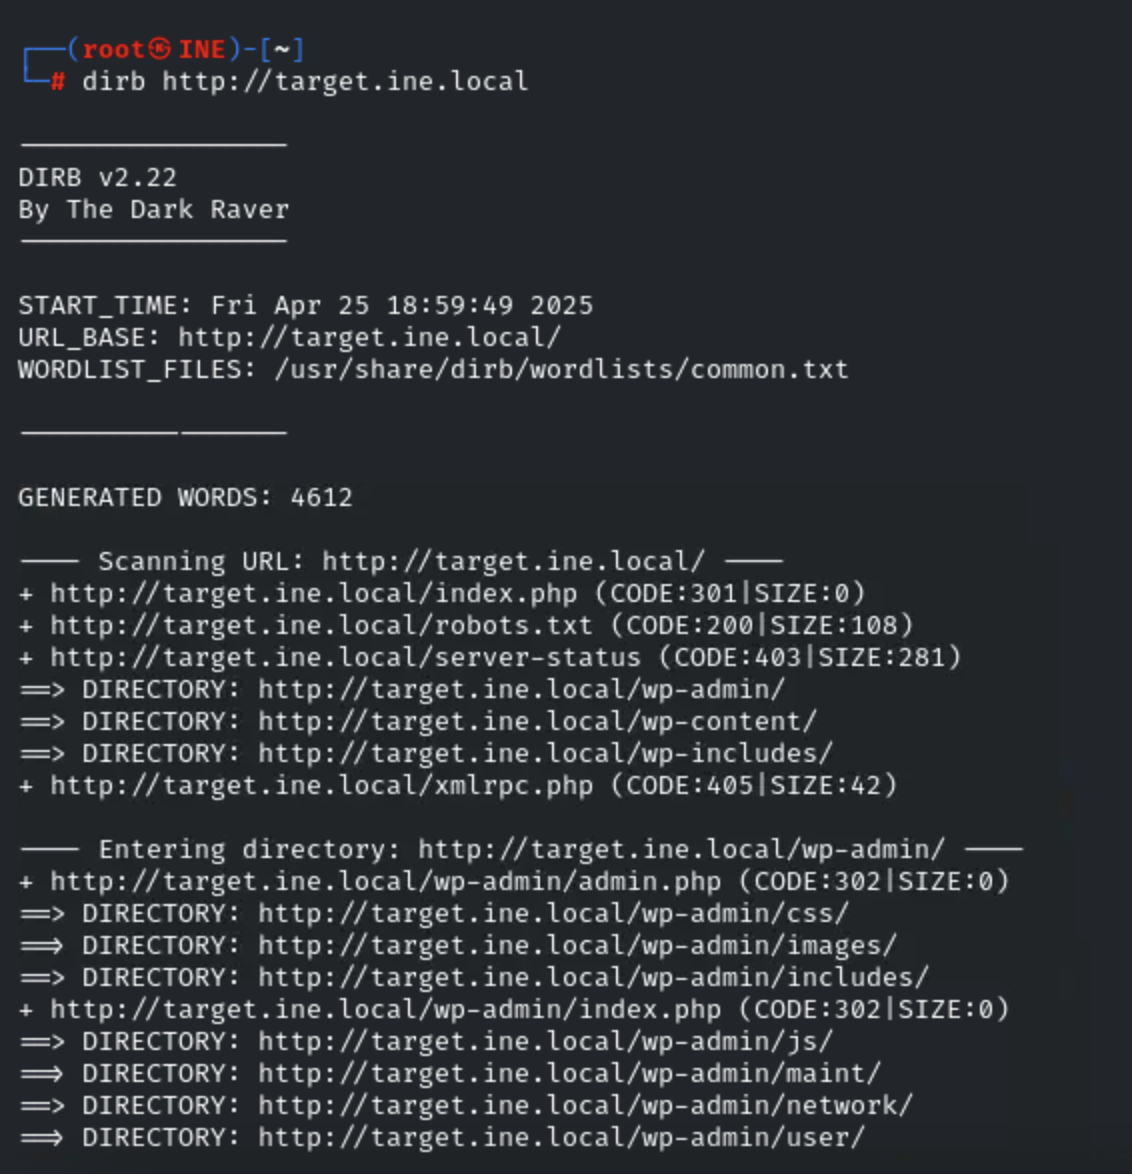 ┌──(root㉿INE)-[~]
└─# dirb http://target.ine.local
DIRB v2.22
By The Dark Raver
START_TIME: Fri Apr 25 18:59:49 2025
URL_BASE: http://target.ine.local/
WORDLIST_FILES: /usr/share/dirb/wordlists/common.txt
GENERATED WORDS: 4612
---- Scanning URL: http://target.ine.local/ ----
+ http://target.ine.local/index.php (CODE:301|SIZE:0)
+ http://target.ine.local/robots.txt (CODE:200|SIZE:108)
+ http://target.ine.local/server-status (CODE:403|SIZE:281)
==> DIRECTORY: http://target.ine.local/wp-admin/
==> DIRECTORY: http://target.ine.local/wp-content/
==> DIRECTORY: http://target.ine.local/wp-includes/
+ http://target.ine.local/xmlrpc.php (CODE:405|SIZE:42)
---- Entering directory: http://target.ine.local/wp-admin/ ----
+ http://target.ine.local/wp-admin/admin.php (CODE:302|SIZE:0)
==> DIRECTORY: http://target.ine.local/wp-admin/css/
==> DIRECTORY: http://target.ine.local/wp-admin/images/
==> DIRECTORY: http://target.ine.local/wp-admin/includes/
+ http://target.ine.local/wp-admin/index.php (CODE:302|SIZE:0)
==> DIRECTORY: http://target.ine.local/wp-admin/js/
==> DIRECTORY: http://target.ine.local/wp-admin/maint/
==> DIRECTORY: http://target.ine.local/wp-admin/network/
==> DIRECTORY: http://target.ine.local/wp-admin/user/